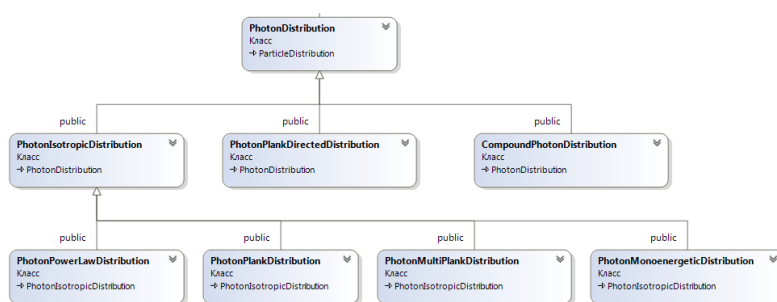 PhotonDistribution
Класс
→ ParticleDistribution
public
public
public
PhotonIsotropicDistribution
Класс
→ PhotonDistribution
PhotonPlankDirectedDistribution
Класс
→ PhotonDistribution
CompoundPhotonDistribution
Класс
→ PhotonDistribution
public
public
public
public
PhotonPowerLawDistribution
Класс
→ PhotonIsotropicDistribution
PhotonPlankDistribution
Класс
→ PhotonIsotropicDistribution
PhotonMultiPlankDistribution
Класс
→ PhotonIsotropicDistribution
PhotonMonoenergeticDistribution
Класс
→ PhotonIsotropicDistribution